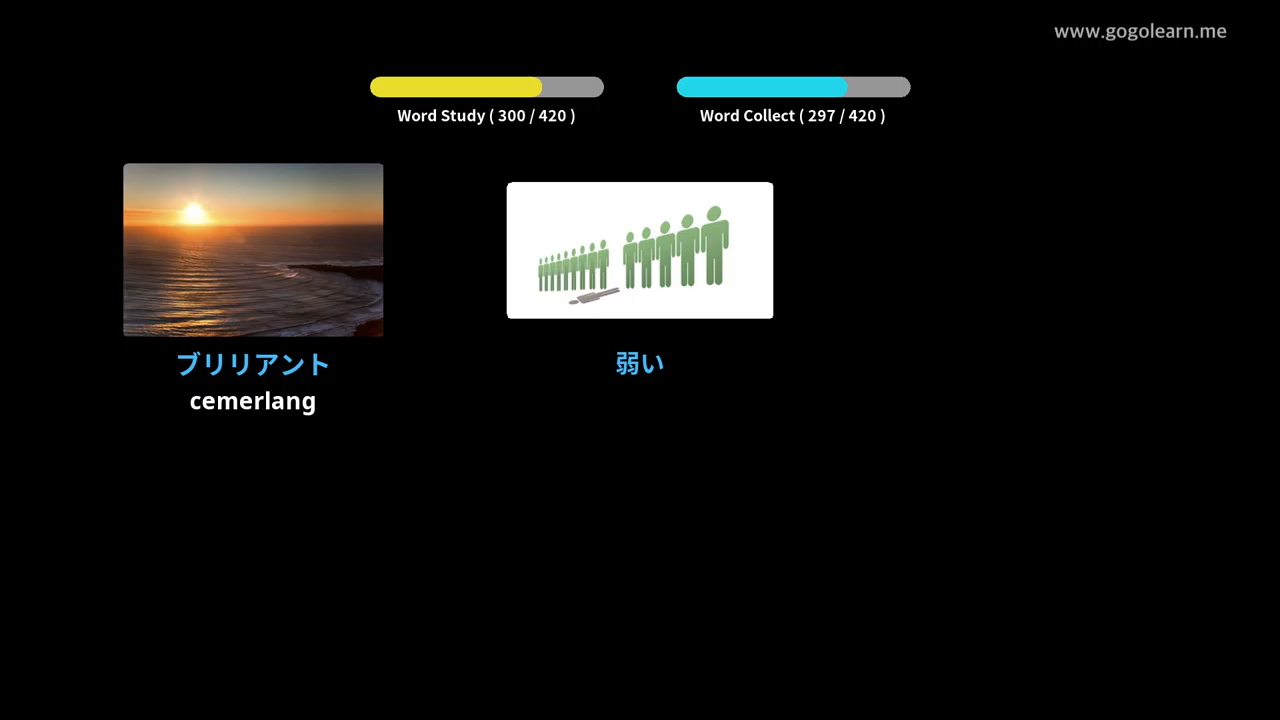 www.gogolearn.me
Word Study ( 300 / 420 )
Word Collect ( 297 / 420 )
ブリリアント
cemerlang
弱い